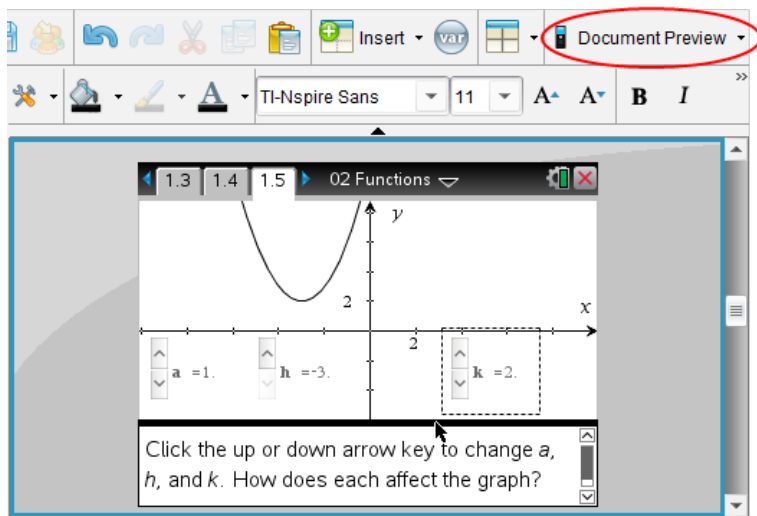 Insert var Document Preview
TI-Nspire Sans 11 A A B I
1.3 1.4 1.5 02 Functions
y
2
x
2
a =1. h =-3. k =2.
Click the up or down arrow key to change a,
h, and k. How does each affect the graph?